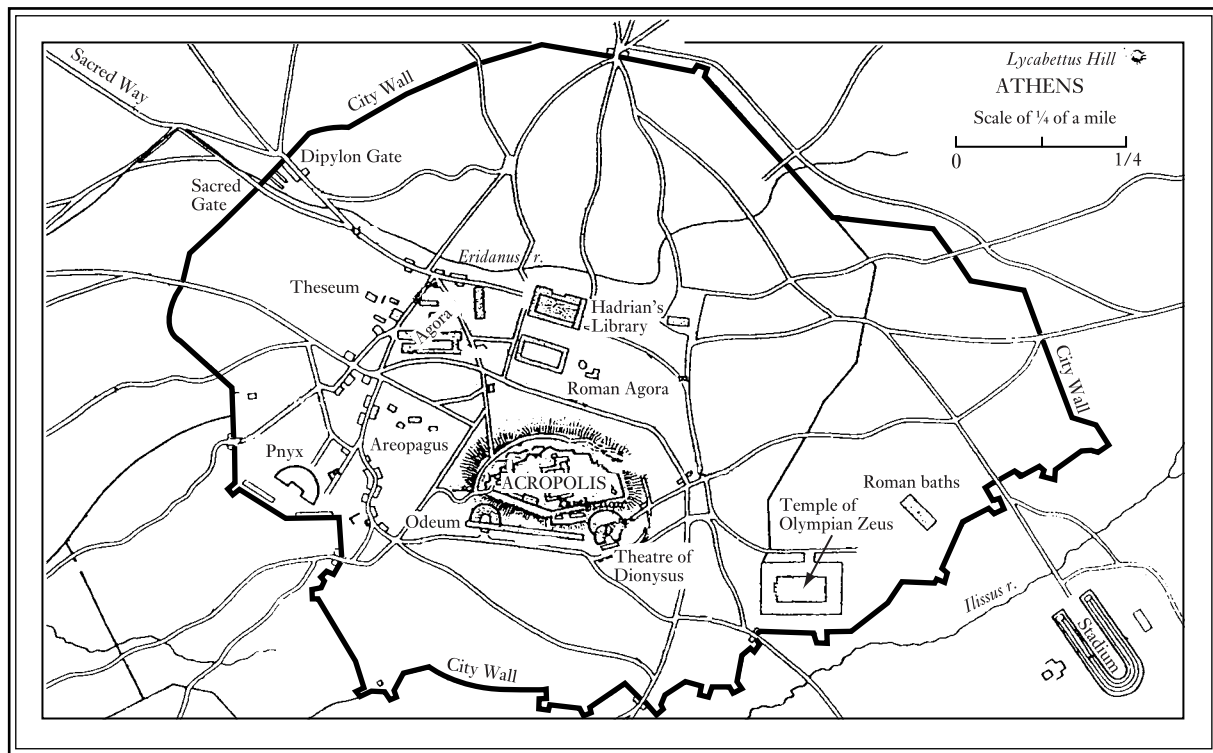 Lycabettus Hill
ATHENS
Scale of ¼ of a mile
0 1/4
Sacred Way
City Wall
Dipylon Gate
Sacred
Gate
Eridanus r.
Theseum
Agora
Hadrian's
Library
Roman Agora
City Wall
Pnyx
Areopagus
ACROPOLIS
Odeum
Theatre of
Dionysus
Temple of
Olympian Zeus
Roman baths
Ilissus r.
Stadium
City Wall